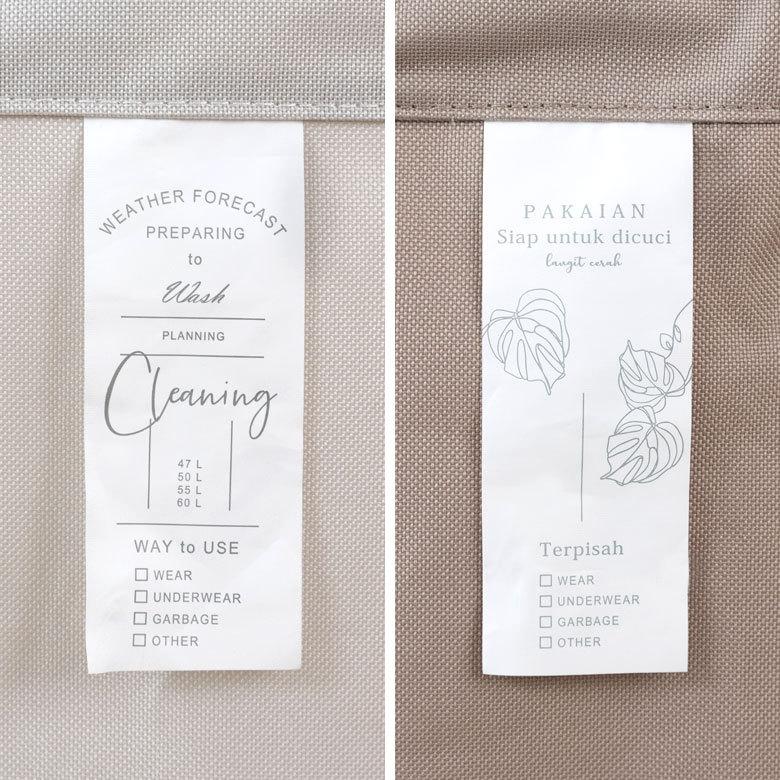 WEATHER FORECAST
PREPARING
to
Wash
PLANNING
Cleaning
47 L
50 L
55 L
60 L
WAY to USE
WEAR
UNDERWEAR
GARBAGE
OTHER
PAKAIAN
Siap untuk dicuci
langit cerah
Terpisah
WEAR
UNDERWEAR
GARBAGE
OTHER